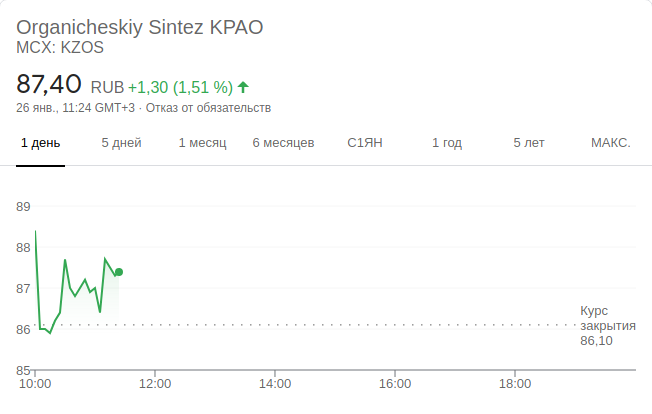 Organicheskiy Sintez KPAO
MCX: KZOS
87,40 RUB +1,30 (1,51 %)
26 янв., 11:24 GMT+3 · Отказ от обязательств
1 день 5 дней 1 месяц 6 месяцев С1ЯН 1 год 5 лет МАКС.
89
88
87
86
85
Курс
закрытия
86,10
10:00 12:00 14:00 16:00 18:00